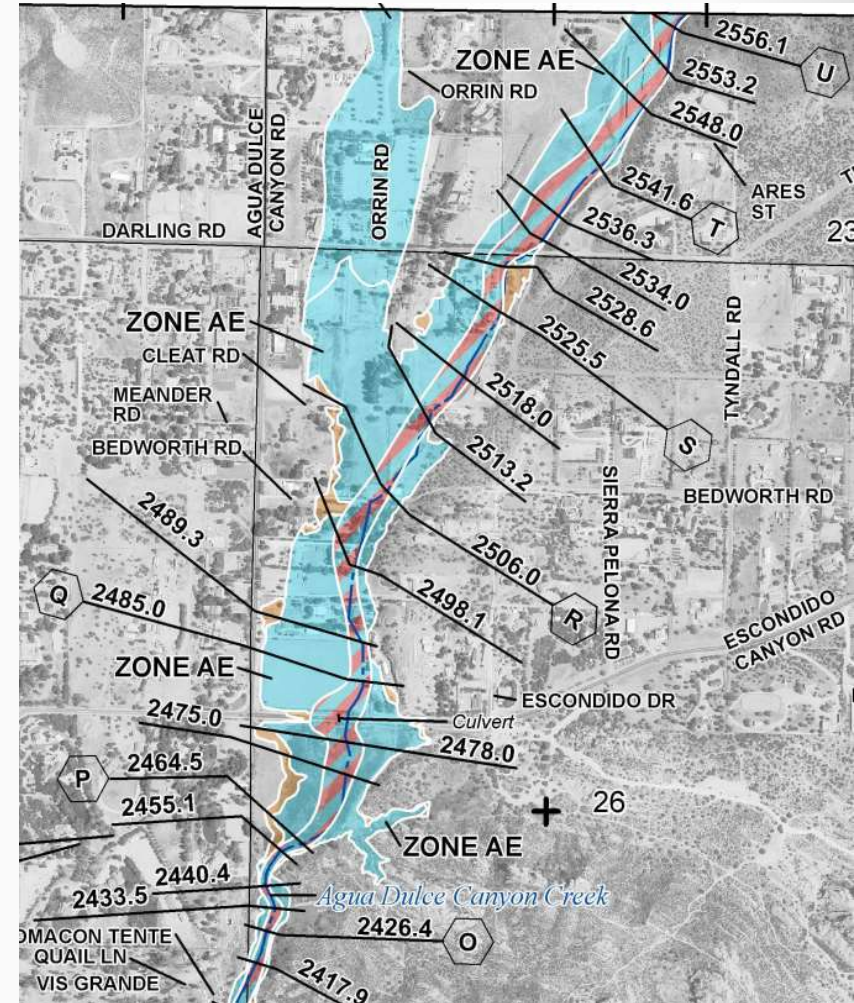 2556.1
U
ZONE AE
2553.2
ORRIN RD
2548.0
AGUA DULCE
CANYON RD
ORRIN RD
2541.6
T
ARES
ST
DARLING RD
2536.3
23
2534.0
ZONE AE
2528.6
TYNDALL RD
CLEAT RD
2525.5
MEANDER
RD
2518.0
S
BEDWORTH RD
2513.2
SIERRA PELONA RD
BEDWORTH RD
2489.3
2506.0
Q
2485.0
2498.1
R
ESCONDIDO
CANYON RD
ZONE AE
ESCONDIDO DR
2475.0
Culvert
2478.0
P
2464.5
2455.1
26
ZONE AE
2440.4
2433.5
Agua Dulce Canyon Creek
2426.4
O
OMACON TENTE
QUAIL LN
VIS GRANDE
2417.9